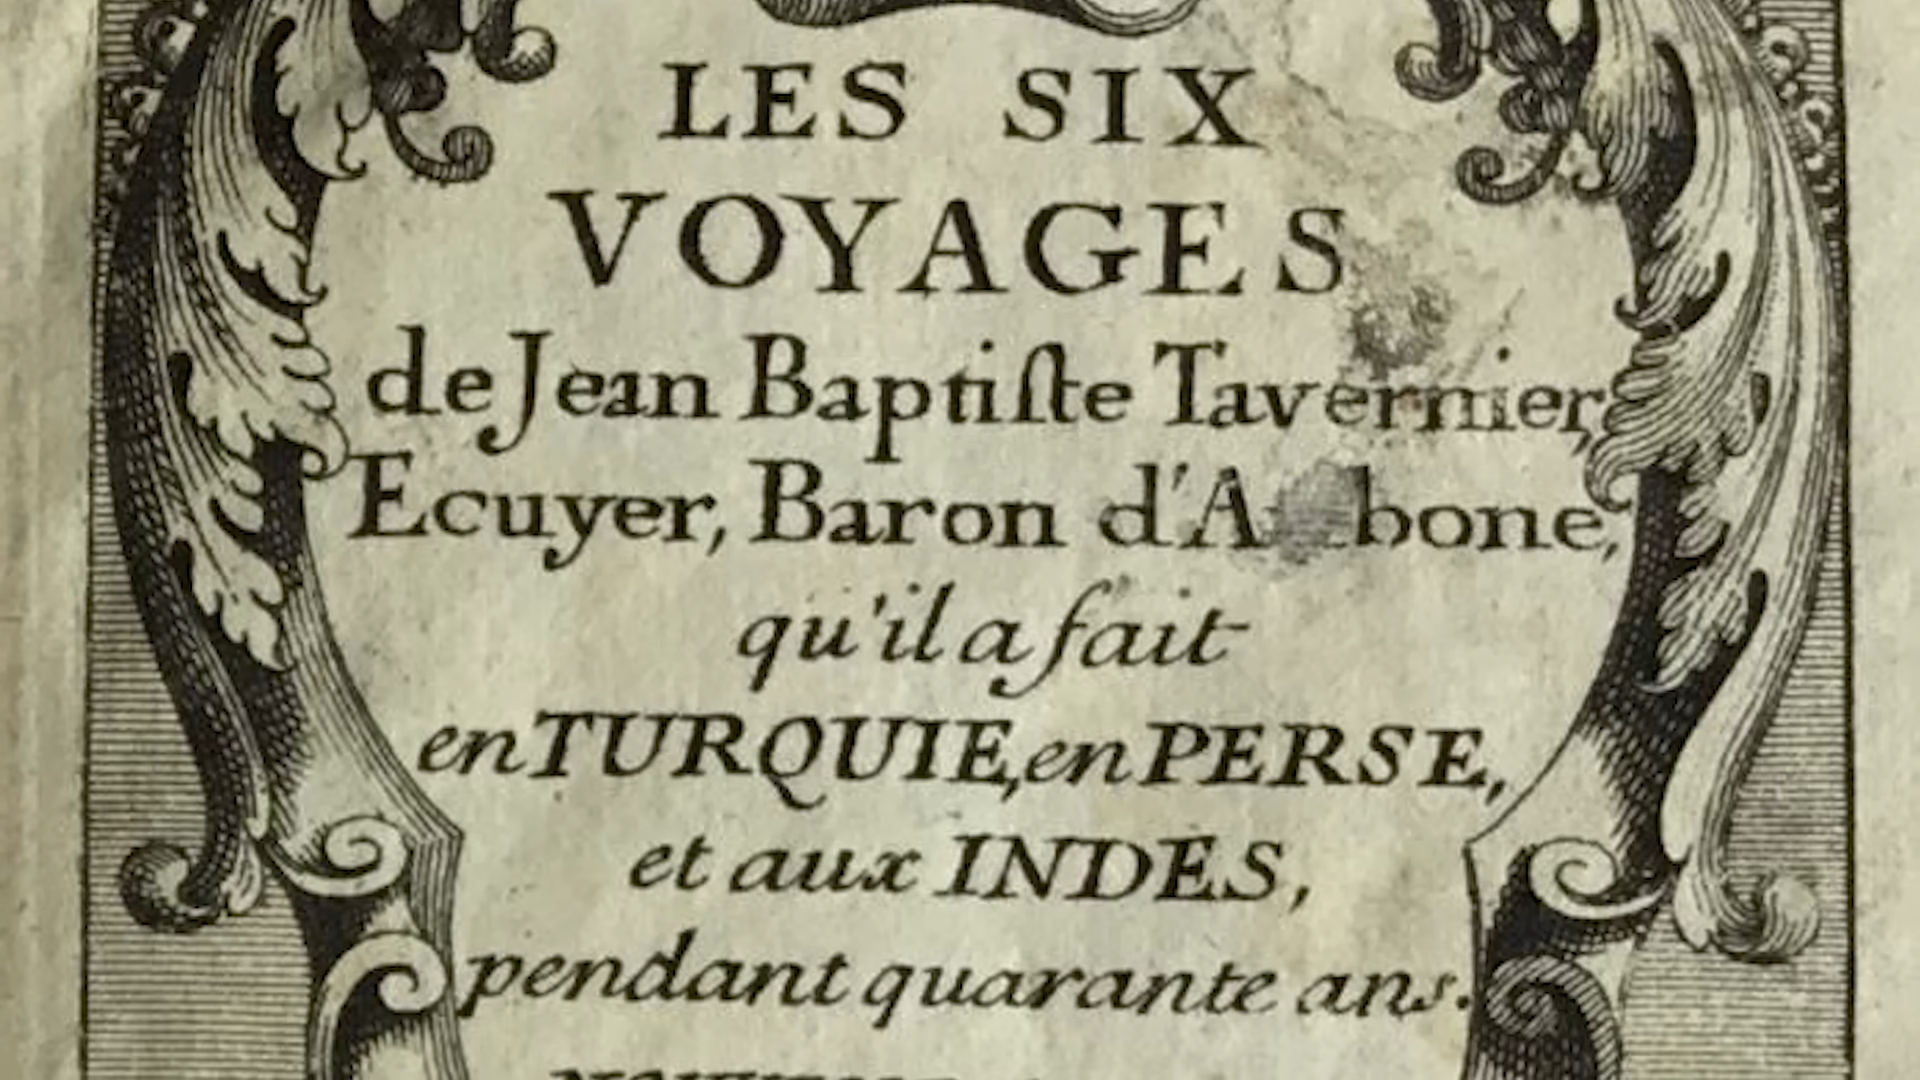 LES SIX
VOYAGES
de Jean Baptiſte Tavernier,
Ecuyer, Baron
qu'il a fait
en TURQUIE, en PERSE,
et aux INDES,
pendant quarante ans.